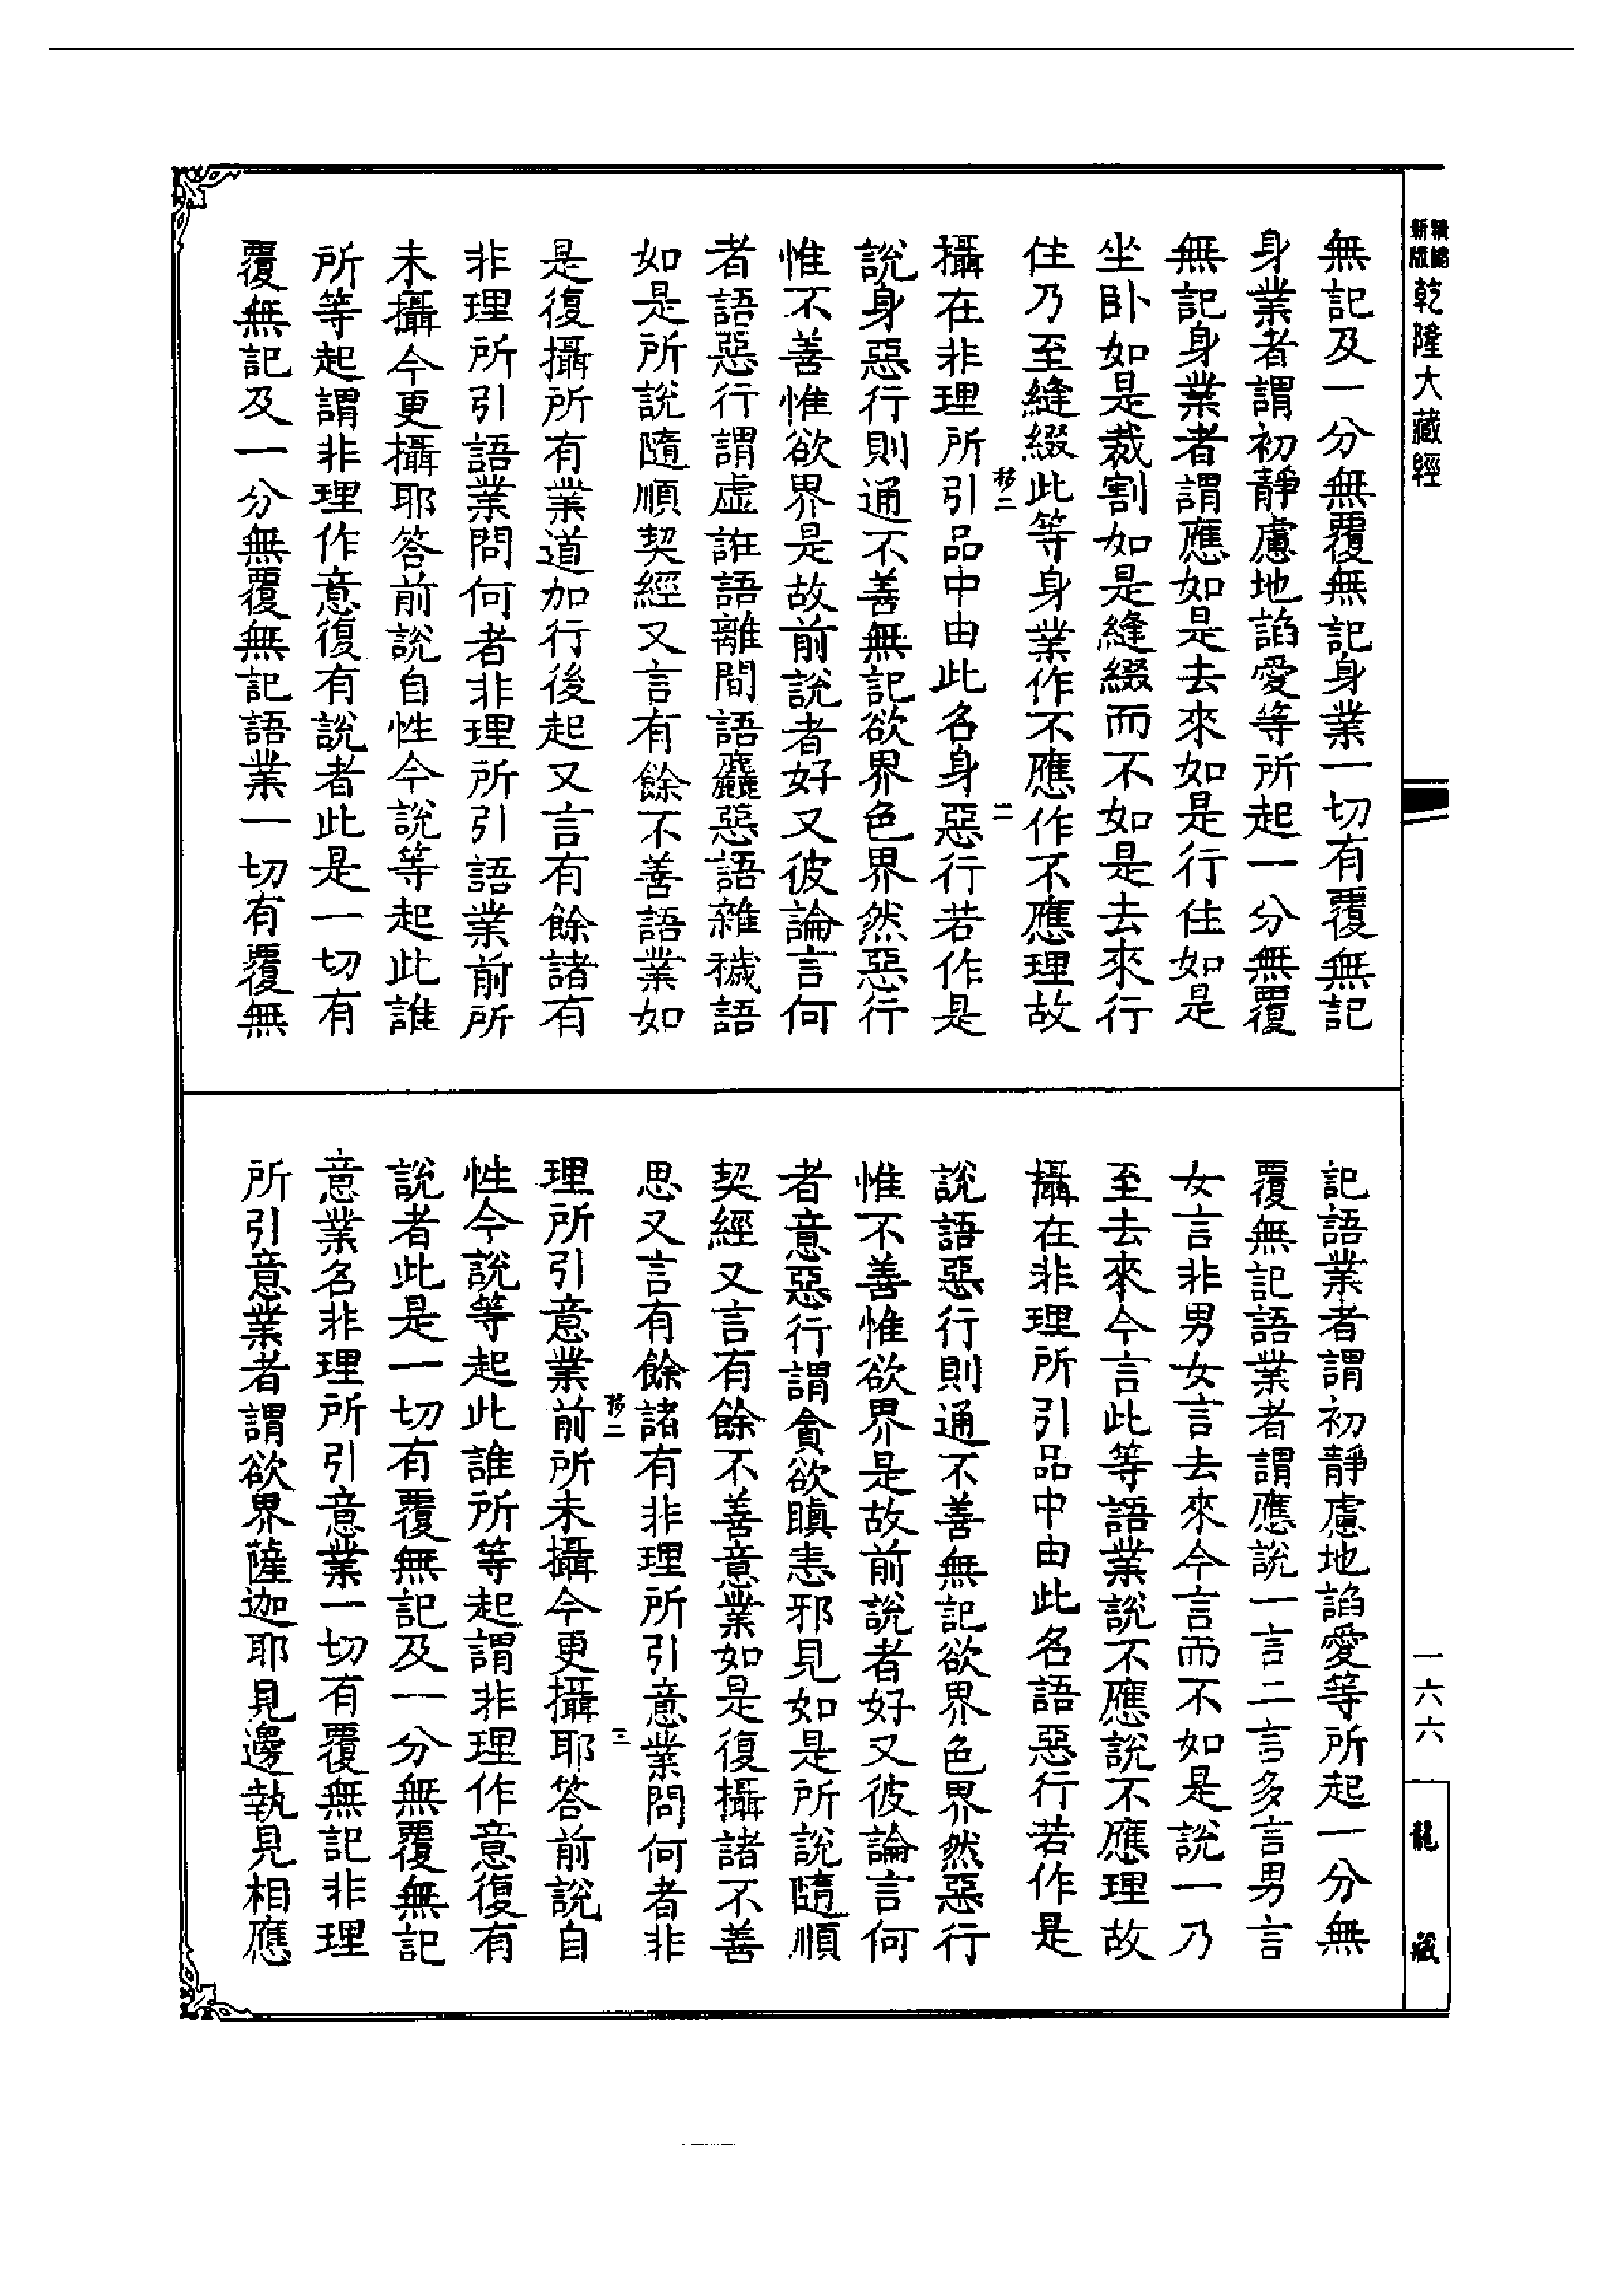 新版
精縮
乾隆大藏經
無記及一分無覆無記身業一切有覆無記
身業者謂初靜慮地諂愛等所起一分無覆
無記身業者謂應如是去來如是行住如是
坐卧如是裁割如是縫綴而不如是去來行
住乃至縫綴此等身業作不應作不應理故
攝在非理所引品中由此名身惡行若作是
說身惡行則通不善無記欲界色界然惡行
惟不善惟欲界是故前說者好又彼論言何
者語惡行謂虛誑語離間語麤惡語雜穢語
如是所說隨順契經又言有餘不善語業如
是復攝所有業道加行後起又言有餘諸有
非理所引語業問何者非理所引語業前所
未攝今更攝耶答前說自性今說等起此誰
所等起謂非理作意復有說者此是一切有
覆無記及一分無覆無記語業一切有覆無
移二
二
記語業者謂初靜慮地諂愛等所起一分無
覆無記語業者謂應說一言二言多言男言
女言非男女言去來今言而不如是說一乃
至去來今言此等語業說不應說不應理故
攝在非理所引品中由此名語惡行若作是
說語惡行則通不善無記欲界色界然惡行
惟不善惟欲界是故前說者好又彼論言何
者意惡行謂貪欲瞋恚邪見如是所說隨順
契經又言有餘不善意業如是復攝諸不善
思又言有餘諸有非理所引意業問何者非
理所引意業前所未攝今更攝耶答前說自
性今說等起此誰所等起謂非理作意復有
說者此是一切有覆無記及一分無覆無記
意業名非理所引意業一切有覆無記非理
所引意業者謂欲界薩迦耶見邊執見相應
移二
三
一六六
龍藏